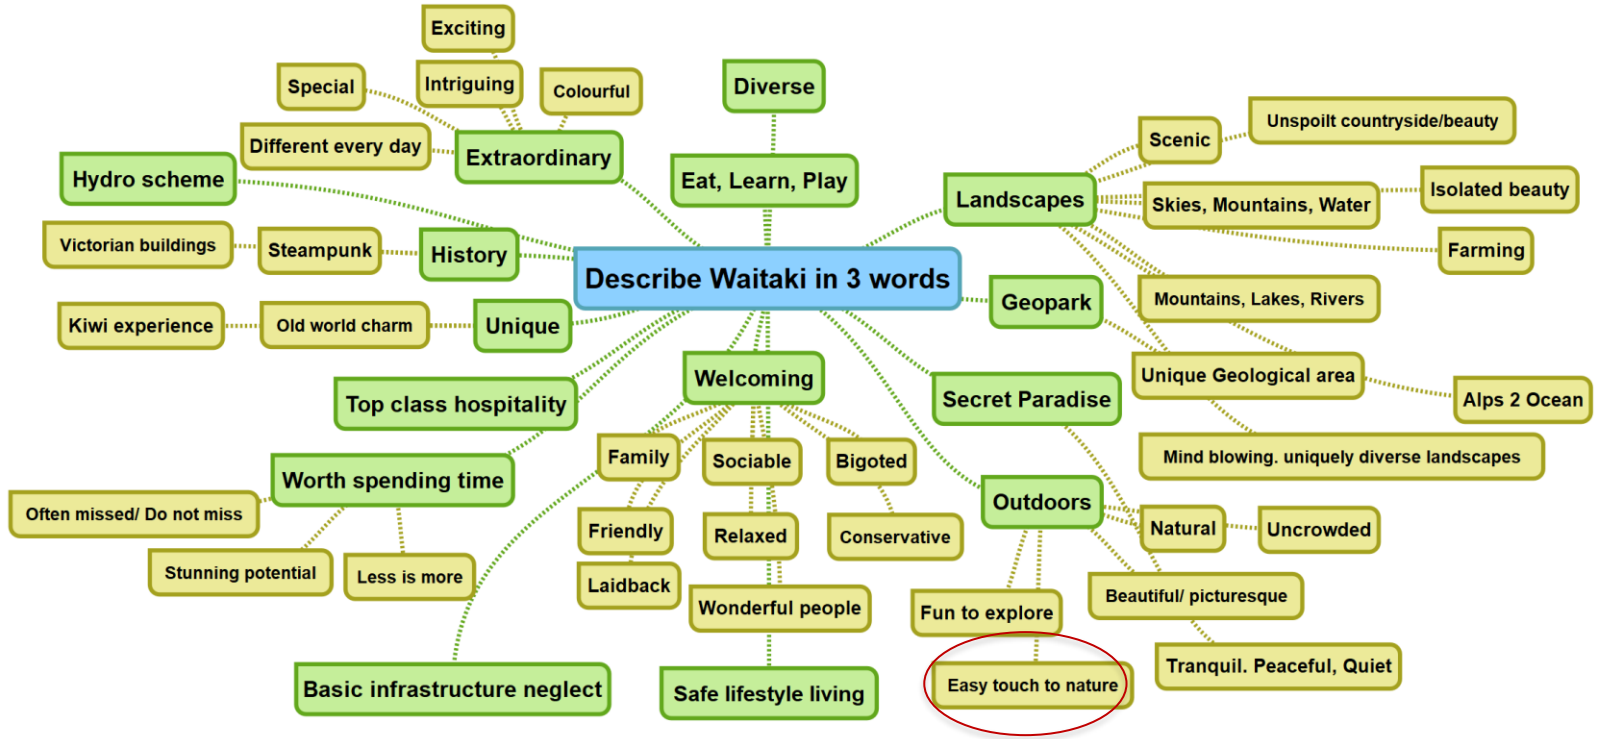 Exciting
Special
Intriguing
Colourful
Different every day
Extraordinary
Diverse
Eat, Learn, Play
Hydro scheme
Victorian buildings
Steampunk
History
Kiwi experience
Old world charm
Unique
Describe Waitaki in 3 words
Landscapes
Scenic
Unspoilt countryside/beauty
Skies, Mountains, Water
Isolated beauty
Farming
Geopark
Mountains, Lakes, Rivers
Unique Geological area
Alps 2 Ocean
Mind blowing. uniquely diverse landscapes
Top class hospitality
Welcoming
Secret Paradise
Worth spending time
Often missed/ Do not miss
Stunning potential
Less is more
Family
Sociable
Bigoted
Friendly
Relaxed
Conservative
Laidback
Wonderful people
Outdoors
Natural
Uncrowded
Fun to explore
Beautiful/ picturesque
Easy touch to nature
Tranquil. Peaceful, Quiet
Basic infrastructure neglect
Safe lifestyle living